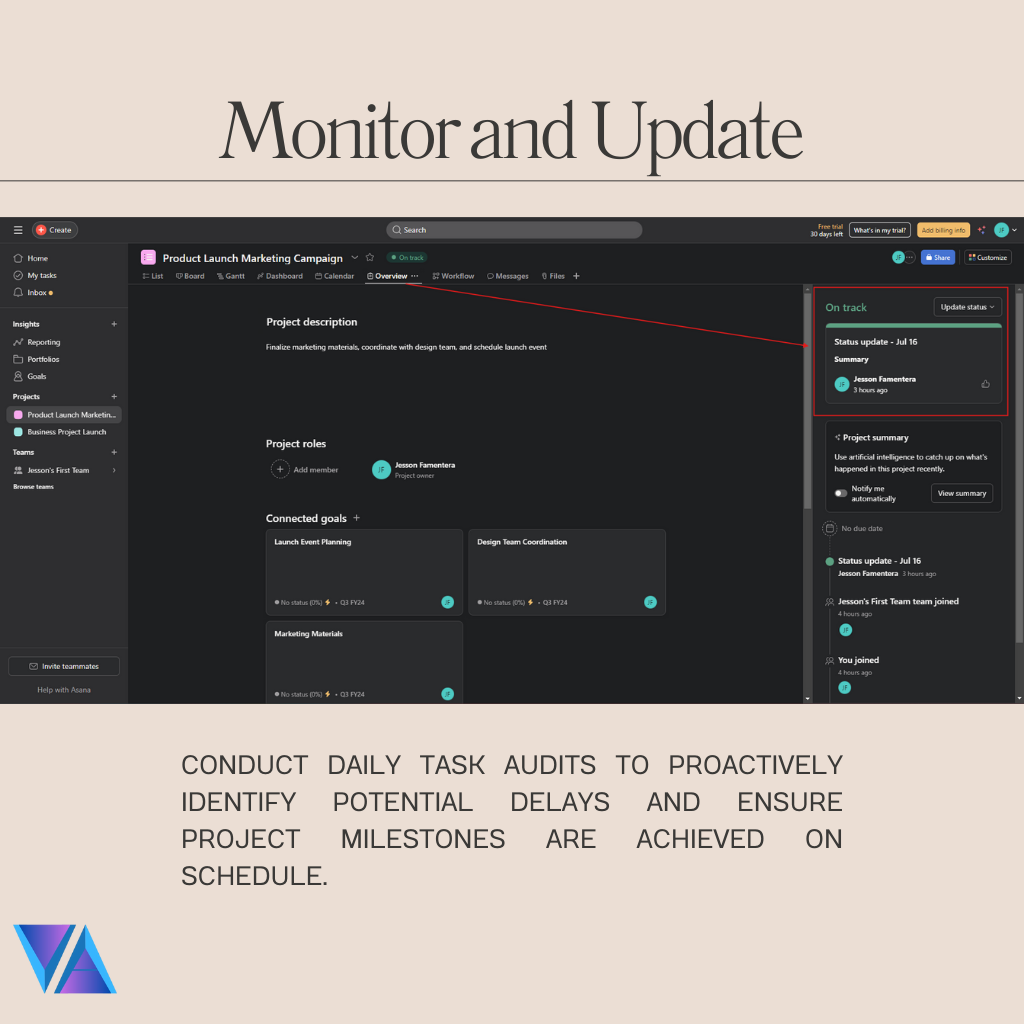 Monitor and Update
Create
Search
Free trial
30 days left
What's in my trial?
Add billing info
JF
Home
My tasks
Inbox
Insights
Reporting
Portfolios
Goals
Projects
Product Launch Marketin...
Business Project Launch
Teams
Jesson's First Team
Browse teams
Invite teammates
Help with Asana
Product Launch Marketing Campaign
On track
JF
Share
Customize
List Board Gantt Dashboard Calendar Overview Workflow Messages Files
Project description
Finalize marketing materials, coordinate with design team, and schedule launch event
Project roles
Add member
JF
Jesson Famentera
Project owner
Connected goals
Launch Event Planning
No status (0%) • Q3 FY24
JF
Design Team Coordination
No status (0%) • Q3 FY24
JF
Marketing Materials
No status (0%) • Q3 FY24
JF
On track
Update status
Status update - Jul 16
Summary
JF
Jesson Famentera
3 hours ago
Project summary
Use artificial intelligence to catch up on what's
happened in this project recently.
Notify me
automatically
View summary
No due date
Status update - Jul 16
Jesson Famentera 3 hours ago
Jesson's First Team team joined
4 hours ago
JF
You joined
4 hours ago
JF
CONDUCT DAILY TASK AUDITS TO PROACTIVELY
IDENTIFY POTENTIAL DELAYS AND ENSURE
PROJECT MILESTONES ARE ACHIEVED ON
SCHEDULE.
VA